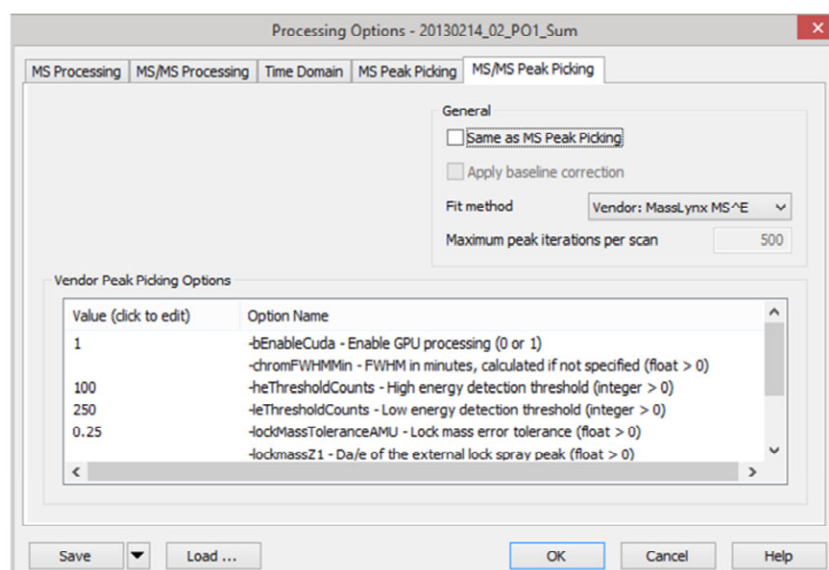 Processing Options - 20130214_02_PO1_Sum
MS Processing MS/MS Processing Time Domain MS Peak Picking MS/MS Peak Picking
General
Same as MS Peak Picking
Apply baseline correction
Fit method Vendor: MassLynx MS^E
Maximum peak iterations per scan 500
Vendor Peak Picking Options
Value (click to edit) Option Name
1 -bEnableCuda - Enable GPU processing (0 or 1)
-chromFWHMMin - FWHM in minutes, calculated if not specified (float > 0)
100 -heThresholdCounts - High energy detection threshold (integer > 0)
250 -leThresholdCounts - Low energy detection threshold (integer > 0)
0.25 -lockMassToleranceAMU - Lock mass error tolerance (float > 0)
-lockmassZ1 - Da/e of the external lock spray peak (float > 0)
Save Load ... OK Cancel Help